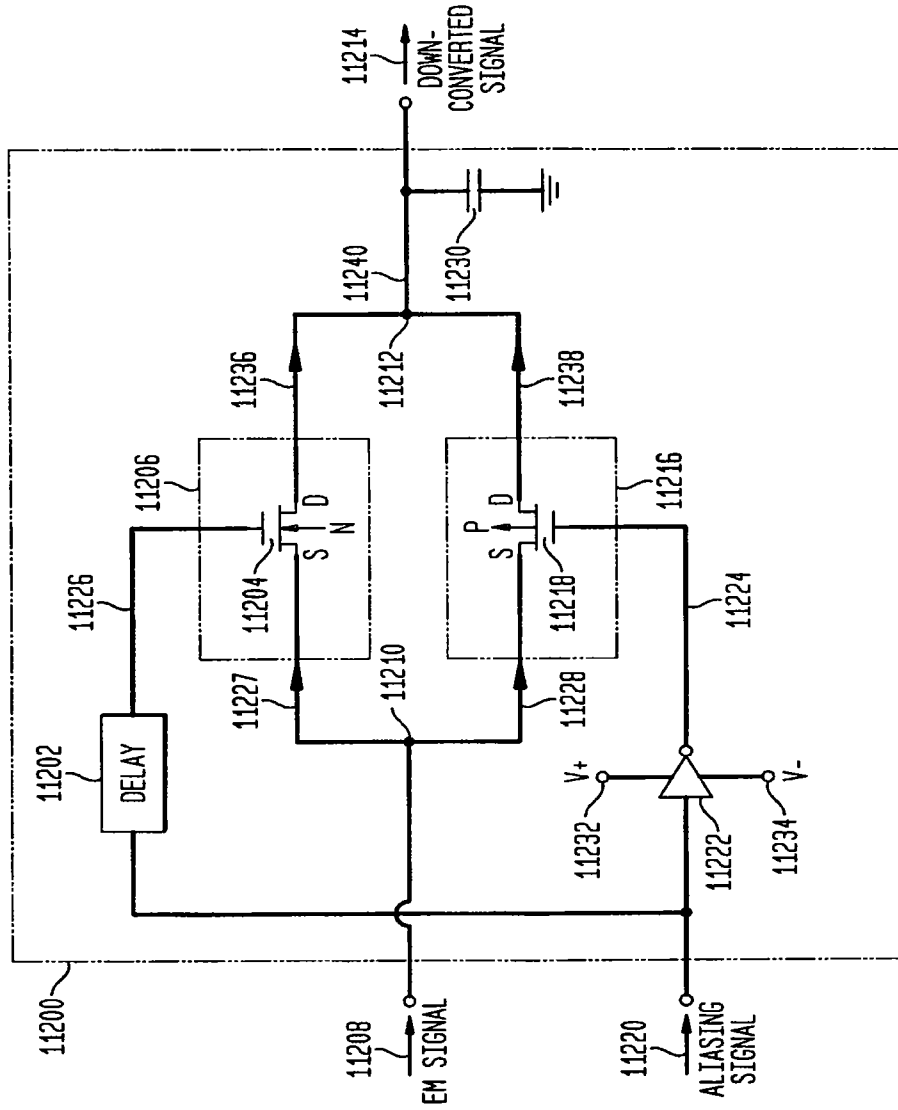 11200
11202
DELAY
11226
11206
11204
S
D
N
11236
11227
11210
11212
11240
11230
11214
DOWN-
CONVERTED
SIGNAL
11208
EM SIGNAL
11228
S
P
D
11218
11216
11238
11224
V+
11232
11222
11234
V-
11220
ALIASING
SIGNAL